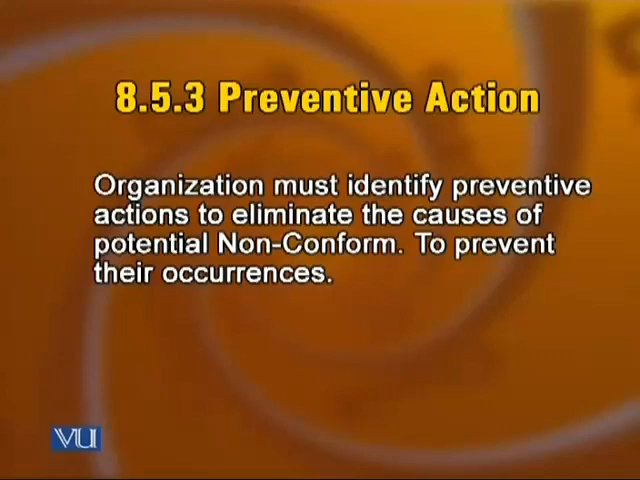 8.5.3 Preventive Action
Organization must identify preventive
actions to eliminate the causes of
potential Non-Conform. To prevent
their occurrences.
VU